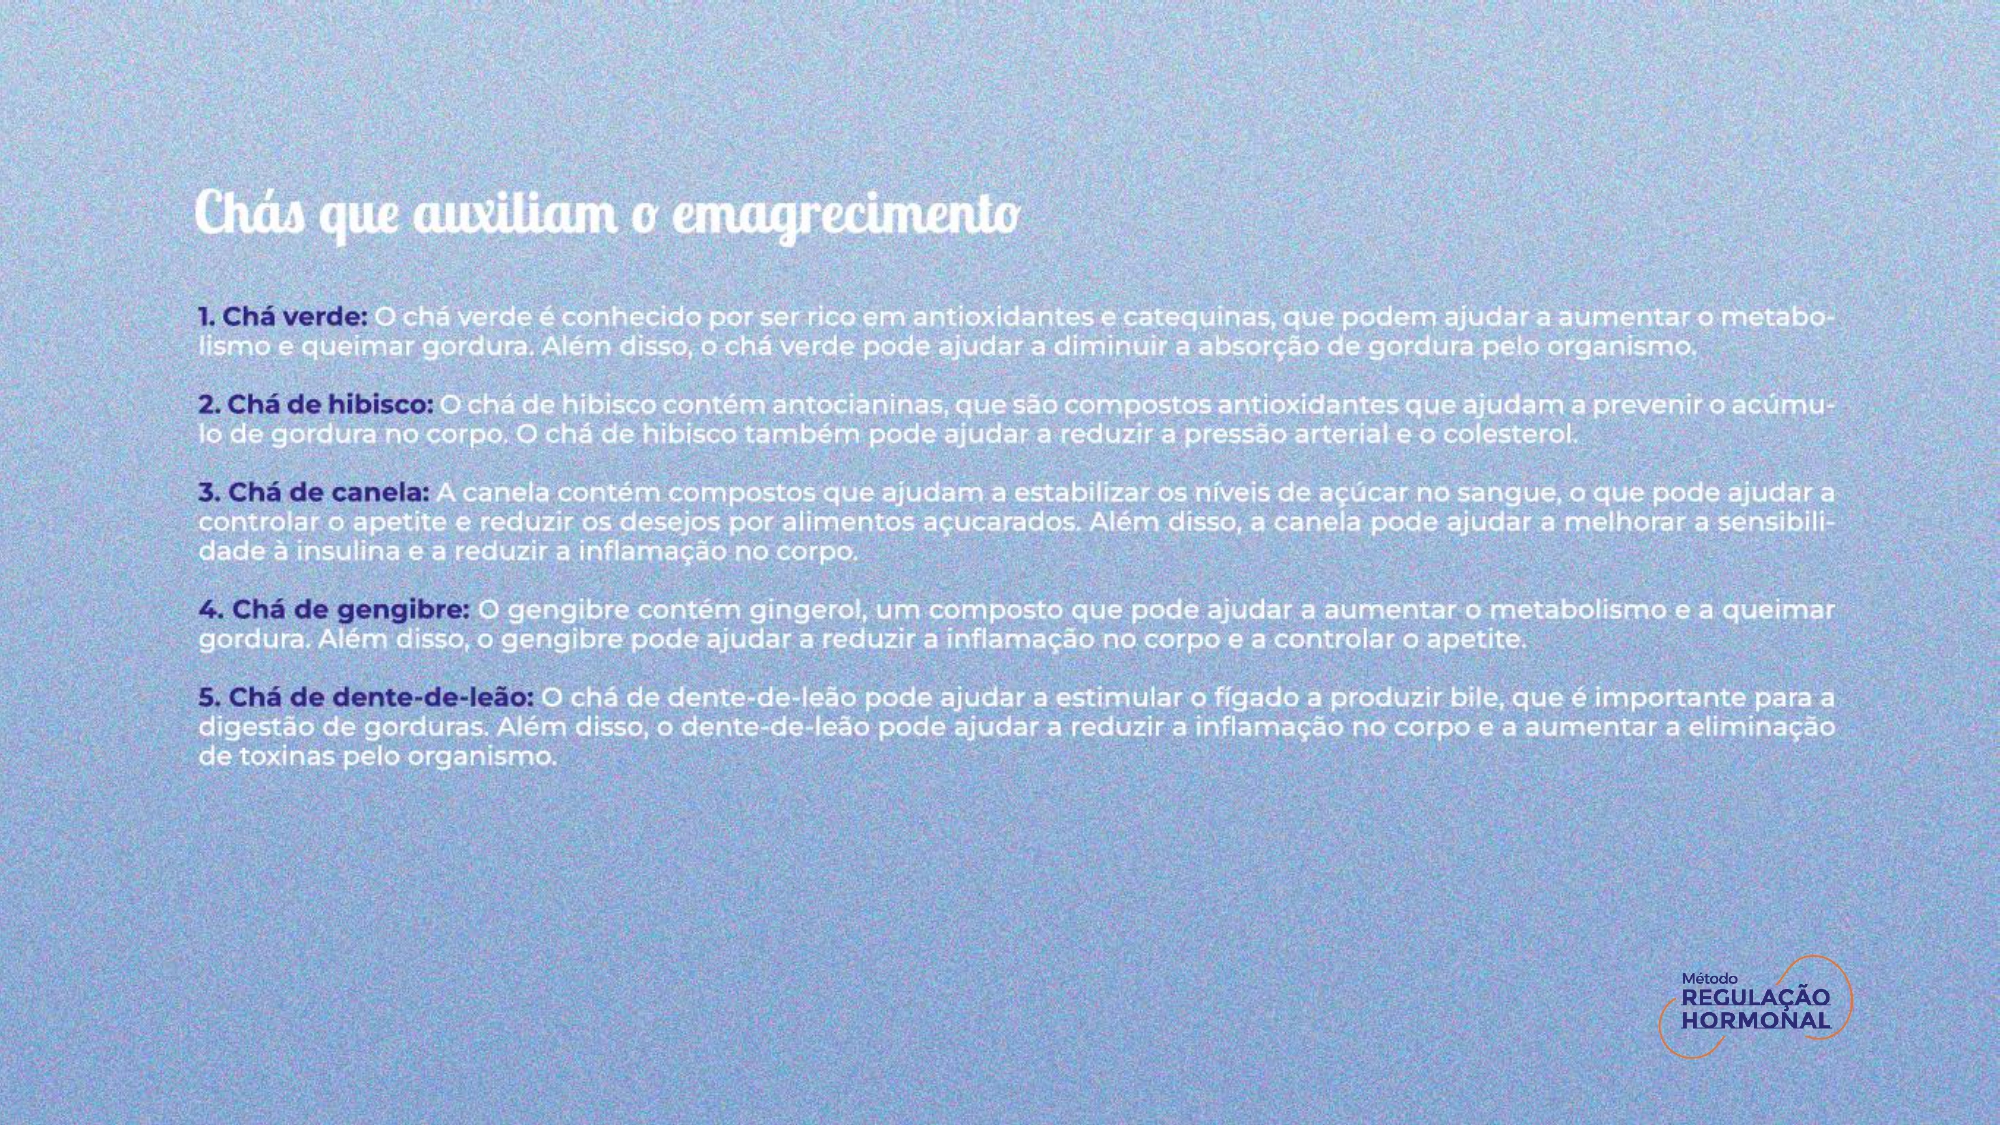 Chás que auxiliam o emagrecimento
1. Chá verde: O chá verde é conhecido por ser rico em antioxidantes e catequinas, que podem ajudar a aumentar o metabo-
lismo e queimar gordura. Além disso, o chá verde pode ajudar a diminuir a absorção de gordura pelo organismo.
2. Chá de hibisco: O chá de hibisco contém antocianinas, que são compostos antioxidantes que ajudam a prevenir o acúmu-
lo de gordura no corpo. O chá de hibisco também pode ajudar a reduzir a pressão arterial e o colesterol.
3. Chá de canela: A canela contém compostos que ajudam a estabilizar os níveis de açúcar no sangue, o que pode ajudar a
controlar o apetite e reduzir os desejos por alimentos açucarados. Além disso, a canela pode ajudar a melhorar a sensibili-
dade à insulina e a reduzir a inflamação no corpo.
4. Chá de gengibre: O gengibre contém gingerol, um composto que pode ajudar a aumentar o metabolismo e a queimar
gordura. Além disso, o gengibre pode ajudar a reduzir a inflamação no corpo e a controlar o apetite.
5. Chá de dente-de-leão: O chá de dente-de-leão pode ajudar a estimular o fígado a produzir bile, que é importante para a
digestão de gorduras. Além disso, o dente-de-leão pode ajudar a reduzir a inflamação no corpo e a aumentar a eliminação
de toxinas pelo organismo.
Método
REGULAÇÃO
HORMONAL